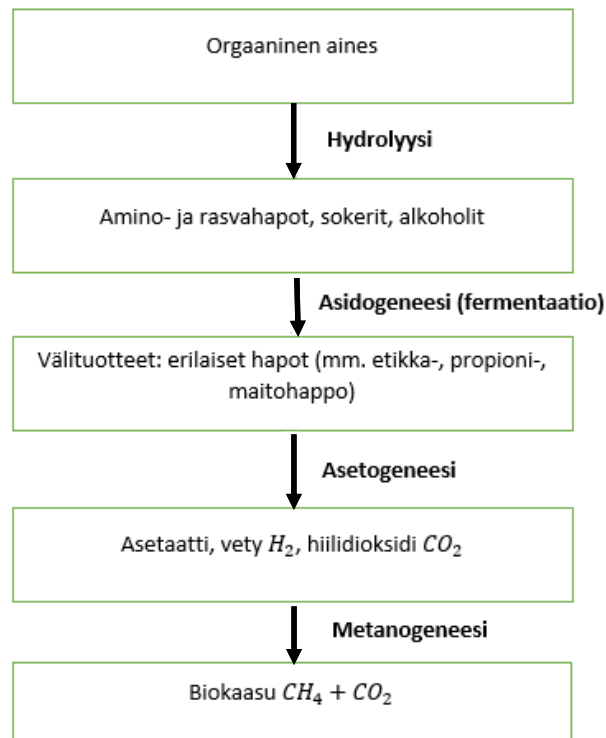 Orgaaninen aines
Hydrolyysi
Amino- ja rasvahapot, sokerit, alkoholit
Asidogeneesi (fermentaatio)
Välituotteet: erilaiset hapot (mm. etikka-, propioni-,
maitohappo)
Asetogeneesi
Asetaatti, vety H₂, hiilidioksidi CO₂
Metanogeneesi
Biokaasu CH₄ + CO₂